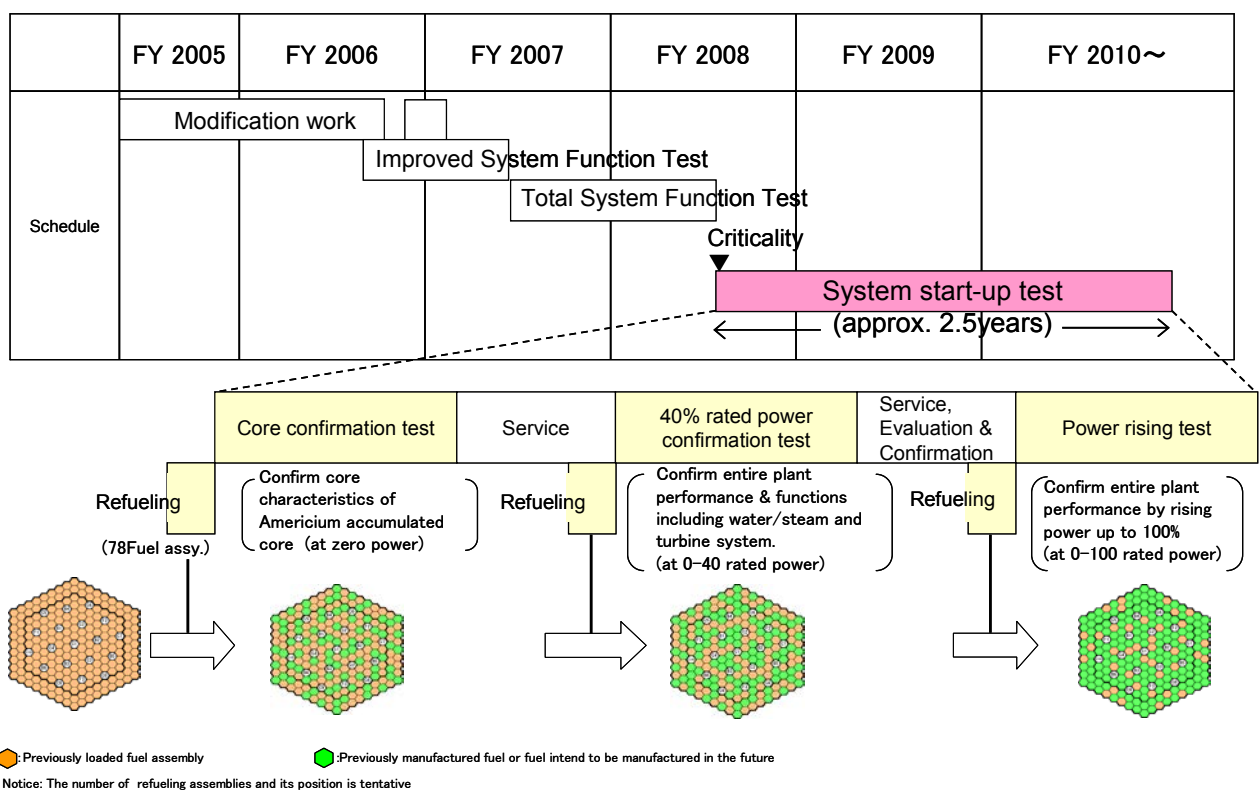 FY 2005 FY 2006 FY 2007 FY 2008 FY 2009 FY 2010～
Schedule
Modification work
Improved System Function Test
Total System Function Test
Criticality
System start-up test
(approx. 2.5years)
Core confirmation test
Service
40% rated power
confirmation test
Service,
Evaluation &
Confirmation
Power rising test
Refueling
(78Fuel assy.)
Confirm core
characteristics of
Americium accumulated
core (at zero power)
Refueling
Confirm entire plant
performance & functions
including water/steam and
turbine system.
(at 0-40 rated power)
Refueling
Confirm entire plant
performance by rising
power up to 100%
(at 0-100 rated power)
:Previously loaded fuel assembly
:Previously manufactured fuel or fuel intend to be manufactured in the future
Notice: The number of refueling assemblies and its position is tentative